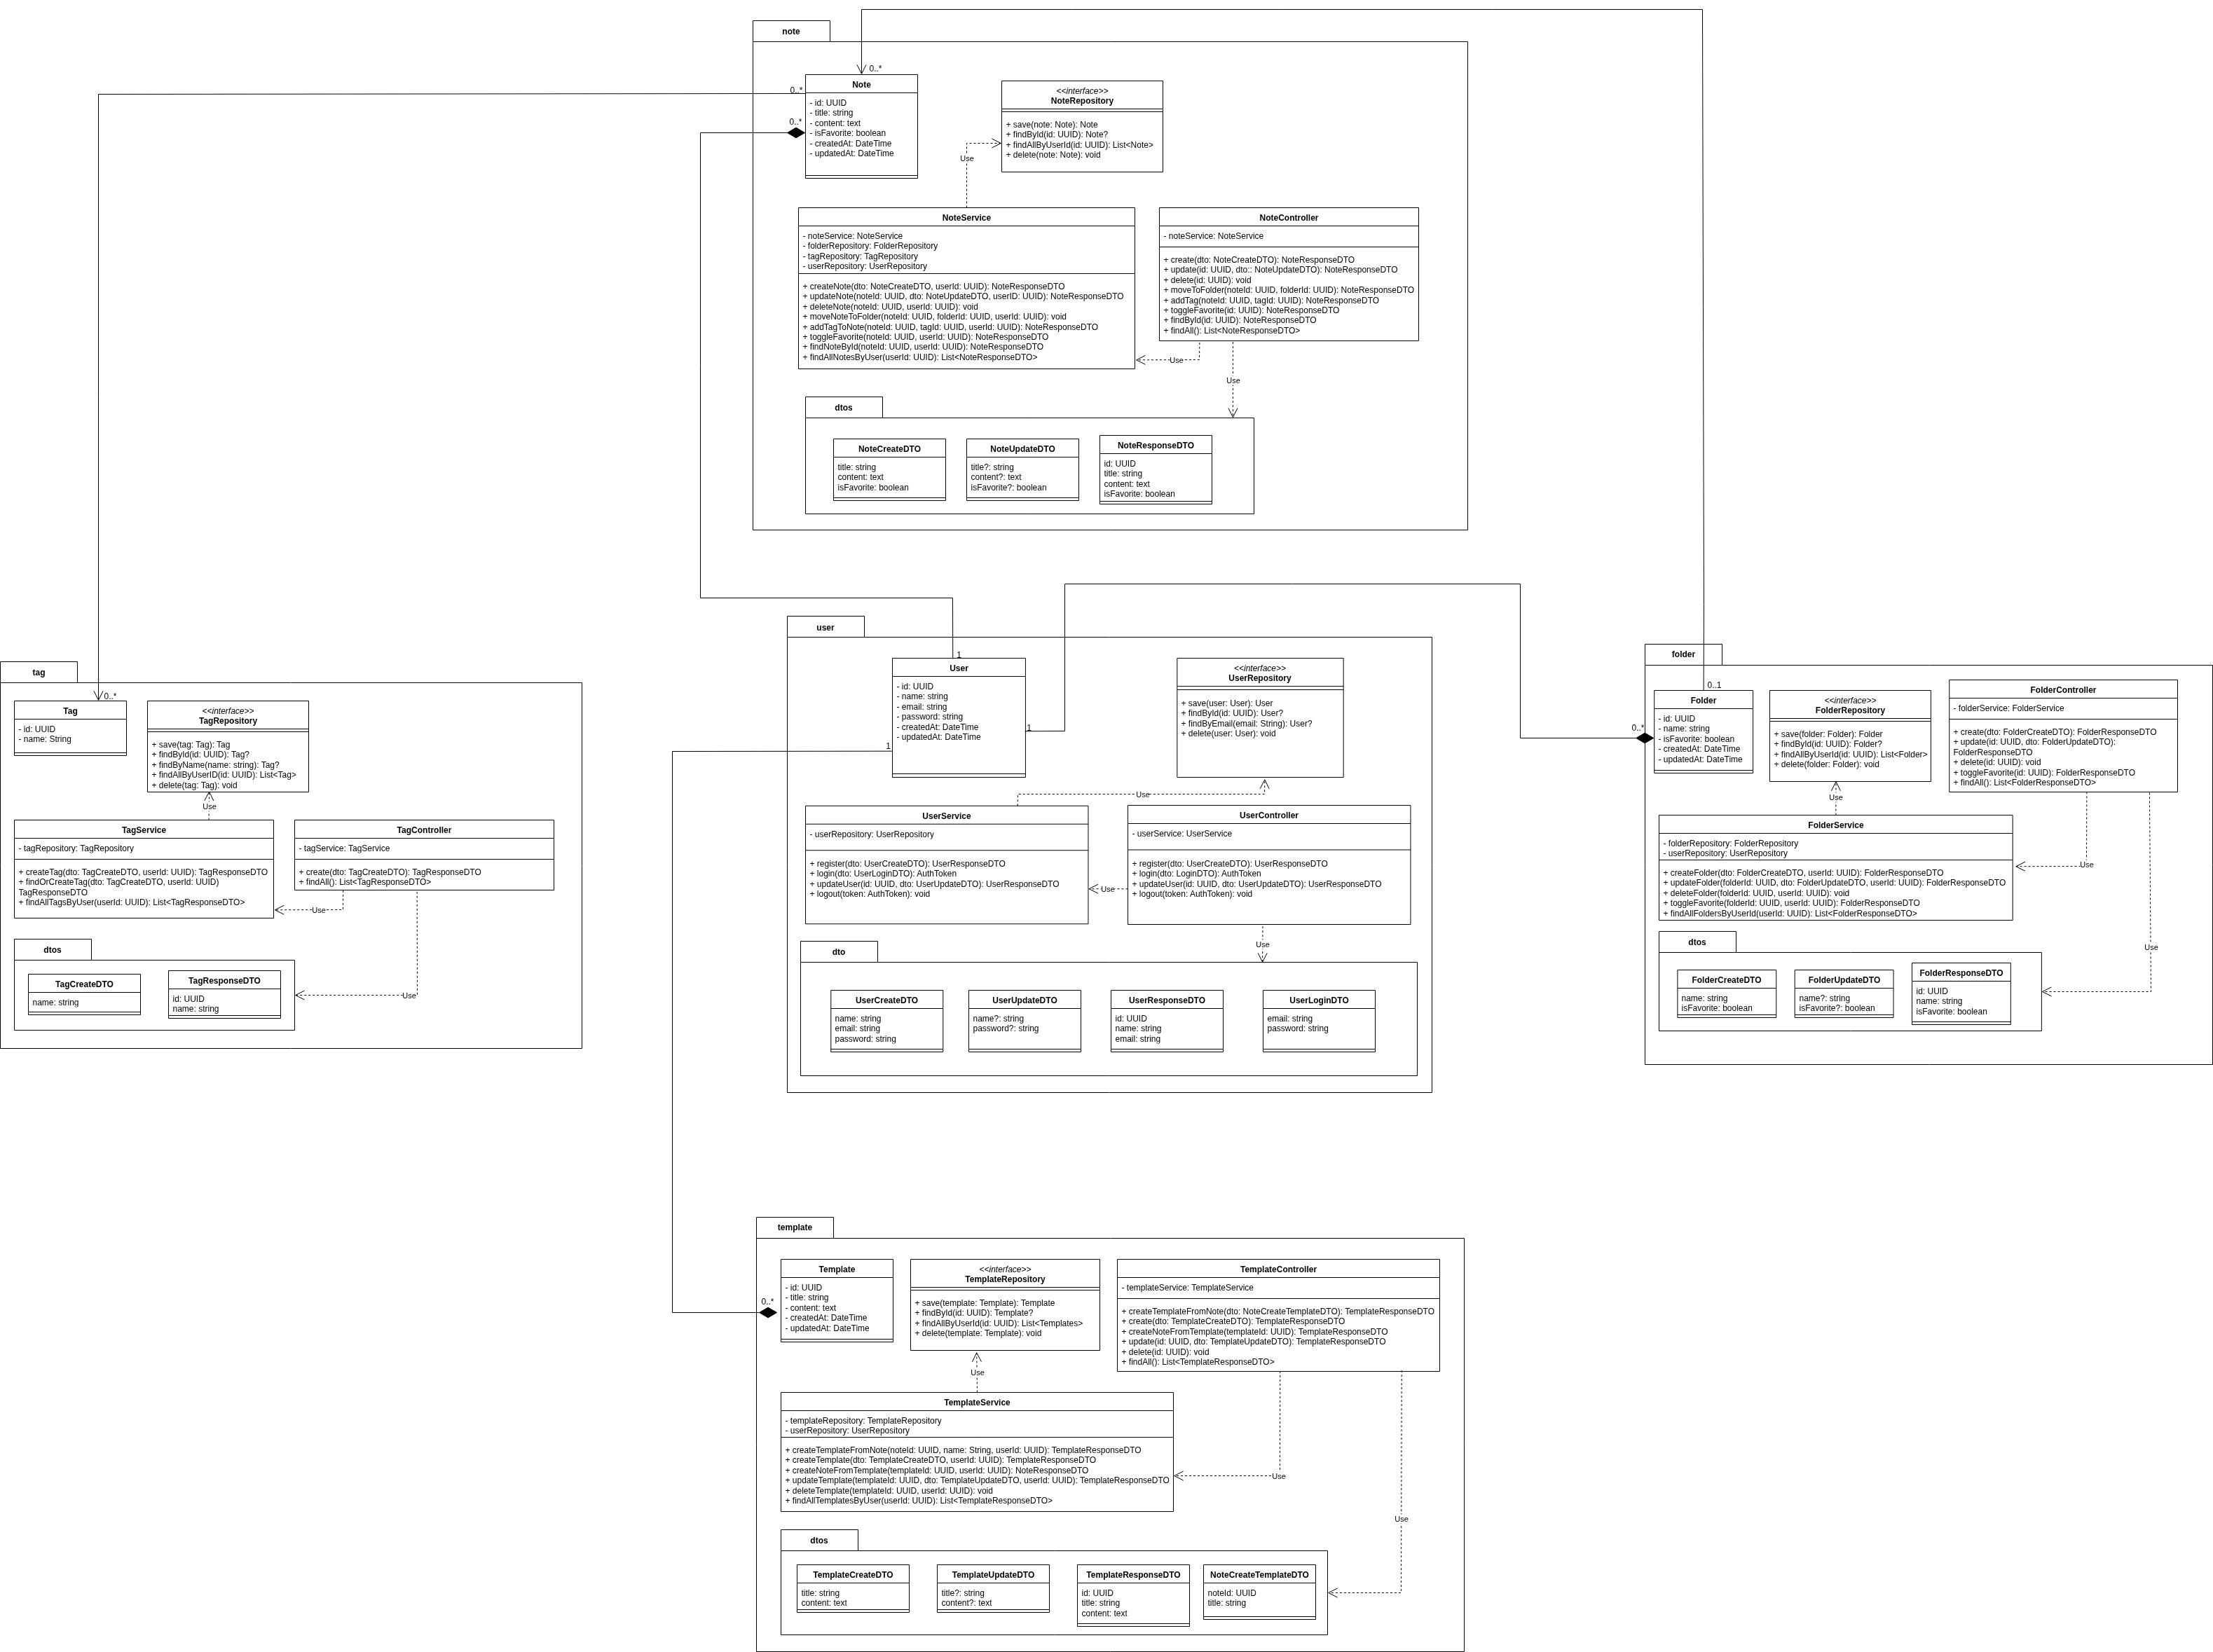 note
0..*
Note
- id: UUID
- title: string
- content: text
- isFavorite: boolean
- createdAt: DateTime
- updatedAt: DateTime
0..*
0..*
<<interface>>
NoteRepository
+ save(note: Note): Note
+ findById(id: UUID): Note?
+ findAllByUserId(id: UUID): List<Note>
+ delete(note: Note): void
Use
NoteService
- noteService: NoteService
- folderRepository: FolderRepository
- tagRepository: TagRepository
- userRepository: UserRepository
+ createNote(dto: NoteCreateDTO, userId: UUID): NoteResponseDTO
+ updateNote(noteId: UUID, dto: NoteUpdateDTO, userID: UUID): NoteResponseDTO
+ deleteNote(noteId: UUID, userId: UUID): void
+ moveNoteToFolder(noteId: UUID, folderId: UUID, userId: UUID): void
+ addTagToNote(noteId: UUID, tagId: UUID, userId: UUID): NoteResponseDTO
+ toggleFavorite(noteId: UUID, userId: UUID): NoteResponseDTO
+ findNoteById(noteId: UUID, userId: UUID): NoteResponseDTO
+ findAllNotesByUser(userId: UUID): List<NoteResponseDTO>
NoteController
- noteService: NoteService
+ create(dto: NoteCreateDTO): NoteResponseDTO
+ update(id: UUID, dto:: NoteUpdateDTO): NoteResponseDTO
+ delete(id: UUID): void
+ moveToFolder(noteId: UUID, folderId: UUID): NoteResponseDTO
+ addTag(noteId: UUID, tagId: UUID): NoteResponseDTO
+ toggleFavorite(id: UUID): NoteResponseDTO
+ findById(id: UUID): NoteResponseDTO
+ findAll(): List<NoteResponseDTO>
Use
Use
dtos
NoteCreateDTO
title: string
content: text
isFavorite: boolean
NoteUpdateDTO
title?: string
content?: text
isFavorite?: boolean
NoteResponseDTO
id: UUID
title: string
content: text
isFavorite: boolean
tag
0..*
Tag
- id: UUID
- name: String
<<interface>>
TagRepository
+ save(tag: Tag): Tag
+ findById(id: UUID): Tag?
+ findByName(name: string): Tag?
+ findAllByUserID(id: UUID): List<Tag>
+ delete(tag: Tag): void
Use
TagService
- tagRepository: TagRepository
+ createTag(dto: TagCreateDTO, userId: UUID): TagResponseDTO
+ findOrCreateTag(dto: TagCreateDTO, userId: UUID)
TagResponseDTO
+ findAllTagsByUser(userId: UUID): List<TagResponseDTO>
TagController
- tagService: TagService
+ create(dto: TagCreateDTO): TagResponseDTO
+ findAll(): List<TagResponseDTO>
Use
Use
dtos
TagCreateDTO
name: string
TagResponseDTO
id: UUID
name: string
user
1
User
- id: UUID
- name: string
- email: string
- password: string
- createdAt: DateTime
- updatedAt: DateTime
1
1
<<interface>>
UserRepository
+ save(user: User): User
+ findById(id: UUID): User?
+ findByEmail(email: String): User?
+ delete(user: User): void
Use
UserService
- userRepository: UserRepository
+ register(dto: UserCreateDTO): UserResponseDTO
+ login(dto: UserLoginDTO): AuthToken
+ updateUser(id: UUID, dto: UserUpdateDTO): UserResponseDTO
+ logout(token: AuthToken): void
UserController
- userService: UserService
+ register(dto: UserCreateDTO): UserResponseDTO
+ login(dto: LoginDTO): AuthToken
+ updateUser(id: UUID, dto: UserUpdateDTO): UserResponseDTO
+ logout(token: AuthToken): void
Use
Use
dto
UserCreateDTO
name: string
email: string
password: string
UserUpdateDTO
name?: string
password?: string
UserResponseDTO
id: UUID
name: string
email: string
UserLoginDTO
email: string
password: string
folder
0..1
0..*
Folder
- id: UUID
- name: string
- isFavorite: boolean
- createdAt: DateTime
- updatedAt: DateTime
<<interface>>
FolderRepository
+ save(folder: Folder): Folder
+ findById(id: UUID): Folder?
+ findAllByUserId(id: UUID): List<Folder>
+ delete(folder: Folder): void
FolderController
- folderService: FolderService
+ create(dto: FolderCreateDTO): FolderResponseDTO
+ update(id: UUID, dto: FolderUpdateDTO):
FolderResponseDTO
+ delete(id: UUID): void
+ toggleFavorite(id: UUID): FolderResponseDTO
+ findAll(): List<FolderResponseDTO>
Use
FolderService
- folderRepository: FolderRepository
- userRepository: UserRepository
+ createFolder(dto: FolderCreateDTO, userId: UUID): FolderResponseDTO
+ updateFolder(folderId: UUID, dto: FolderUpdateDTO, userId: UUID): FolderResponseDTO
+ deleteFolder(folderId: UUID, userId: UUID): void
+ toggleFavorite(folderId: UUID, userId: UUID): FolderResponseDTO
+ findAllFoldersByUserId(userId: UUID): List<FolderResponseDTO>
Use
Use
dtos
FolderCreateDTO
name: string
isFavorite: boolean
FolderUpdateDTO
name?: string
isFavorite?: boolean
FolderResponseDTO
id: UUID
name: string
isFavorite: boolean
template
0..*
Template
- id: UUID
- title: string
- content: text
- createdAt: DateTime
- updatedAt: DateTime
<<interface>>
TemplateRepository
+ save(template: Template): Template
+ findById(id: UUID): Template?
+ findAllByUserId(id: UUID): List<Templates>
+ delete(template: Template): void
TemplateController
- templateService: TemplateService
+ createTemplateFromNote(dto: NoteCreateTemplateDTO): TemplateResponseDTO
+ create(dto: TemplateCreateDTO): TemplateResponseDTO
+ createNoteFromTemplate(templateId: UUID): TemplateResponseDTO
+ update(id: UUID, dto: TemplateUpdateDTO): TemplateResponseDTO
+ delete(id: UUID): void
+ findAll(): List<TemplateResponseDTO>
Use
TemplateService
- templateRepository: TemplateRepository
- userRepository: UserRepository
+ createTemplateFromNote(noteId: UUID, name: String, userId: UUID): TemplateResponseDTO
+ createTemplate(dto: TemplateCreateDTO, userId: UUID): TemplateResponseDTO
+ createNoteFromTemplate(templateId: UUID, userId: UUID): NoteResponseDTO
+ updateTemplate(templateId: UUID, dto: TemplateUpdateDTO, userId: UUID): TemplateResponseDTO
+ deleteTemplate(templateId: UUID, userId: UUID): void
+ findAllTemplatesByUser(userId: UUID): List<TemplateResponseDTO>
Use
Use
dtos
TemplateCreateDTO
title: string
content: text
TemplateUpdateDTO
title?: string
content?: text
TemplateResponseDTO
id: UUID
title: string
content: text
NoteCreateTemplateDTO
noteId: UUID
title: string